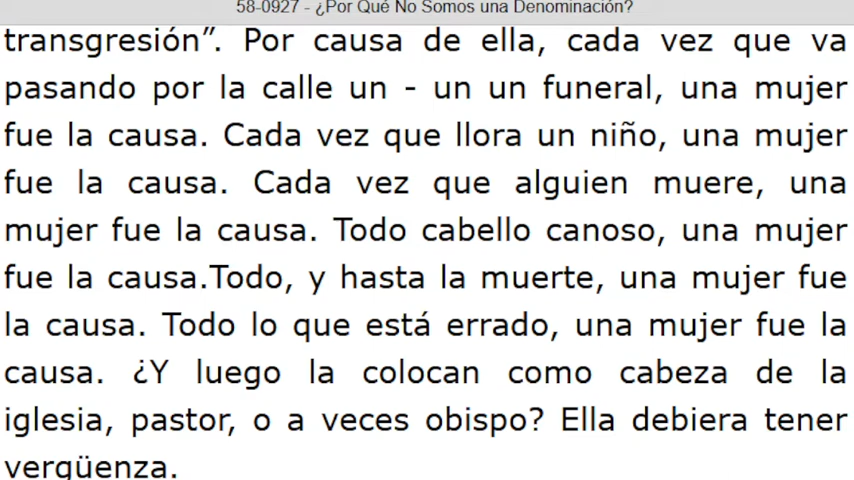 58-0927 - ¿Por Qué No Somos una Denominación?
transgresión”. Por causa de ella, cada vez que va
pasando por la calle un - un un funeral, una mujer
fue la causa. Cada vez que llora un niño, una mujer
fue la causa. Cada vez que alguien muere, una
mujer fue la causa. Todo cabello canoso, una mujer
fue la causa.Todo, y hasta la muerte, una mujer fue
la causa. Todo lo que está errado, una mujer fue la
causa. ¿Y luego la colocan como cabeza de la
iglesia, pastor, o a veces obispo? Ella debiera tener
vergüenza.